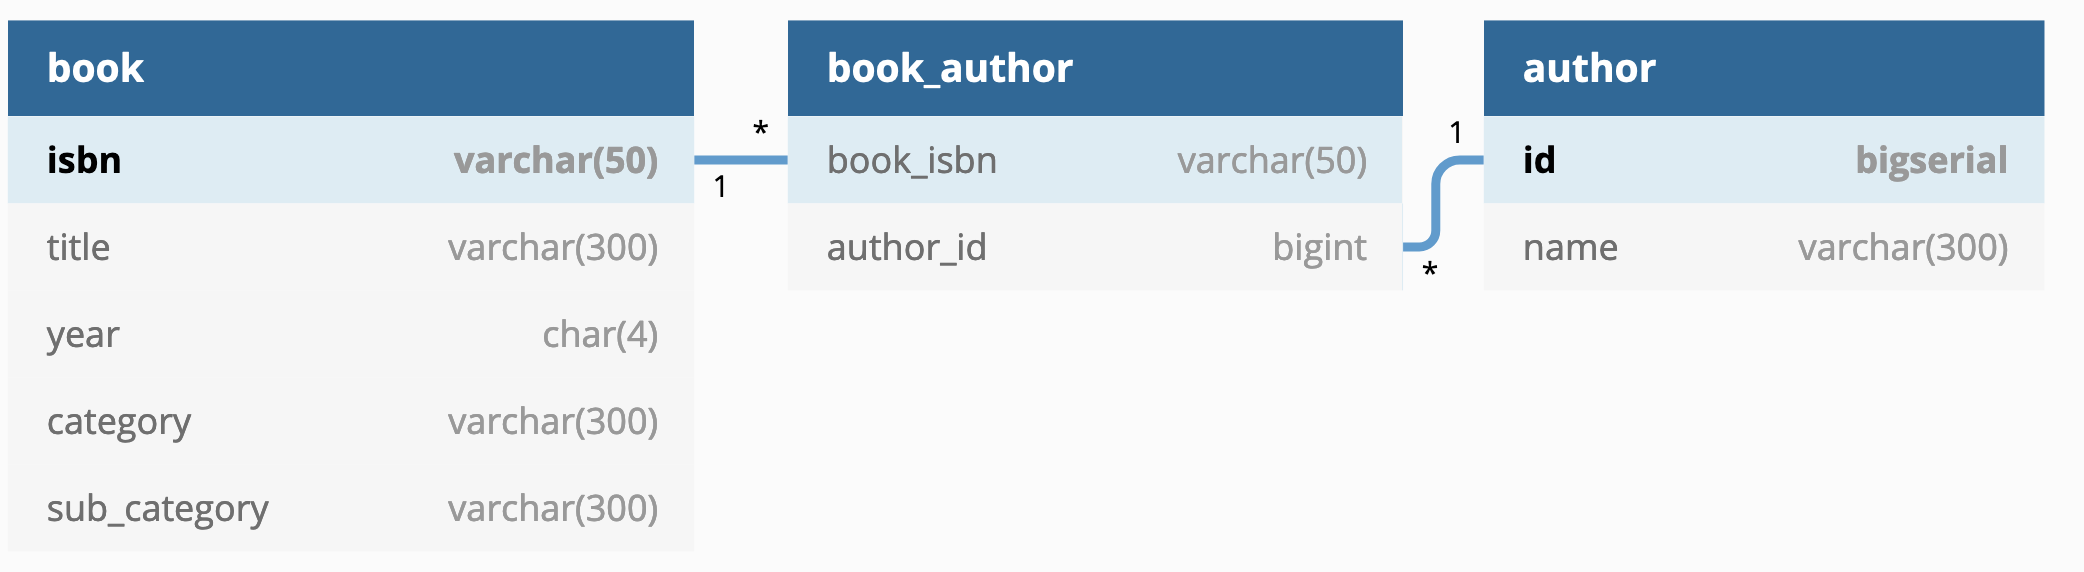 book
isbn varchar(50)
title varchar(300)
year char(4)
category varchar(300)
sub_category varchar(300)
*
1
book_author
book_isbn varchar(50)
author_id bigint
1
*
author
id bigserial
name varchar(300)